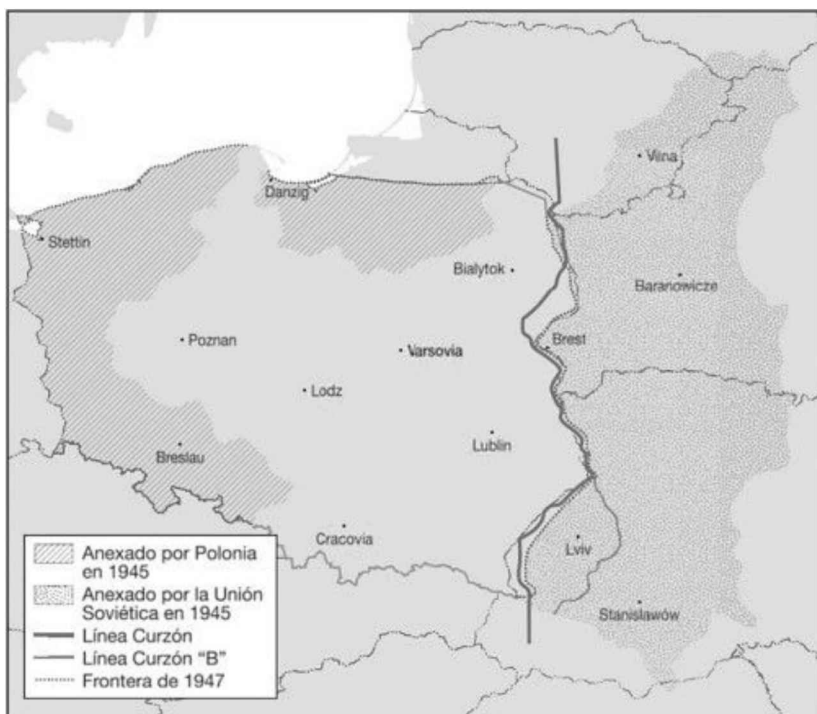 Vilna
Danzig
Stettin
Bialytok
Baranowicze
Poznan
Varsovia
Brest
Lodz
Breslau
Lublin
Cracovia
Lviv
Stanislawów
Anexado por Polonia
en 1945
Anexado por la Unión
Soviética en 1945
Línea Curzón
Línea Curzón "B"
Frontera de 1947